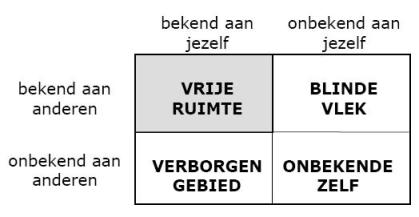 bekend aan
jezelf
onbekend aan
jezelf
bekend aan
anderen
VRIJE
RUIMTE
BLINDE
VLEK
onbekend aan
anderen
VERBORGEN
GEBIED
ONBEKENDE
ZELF